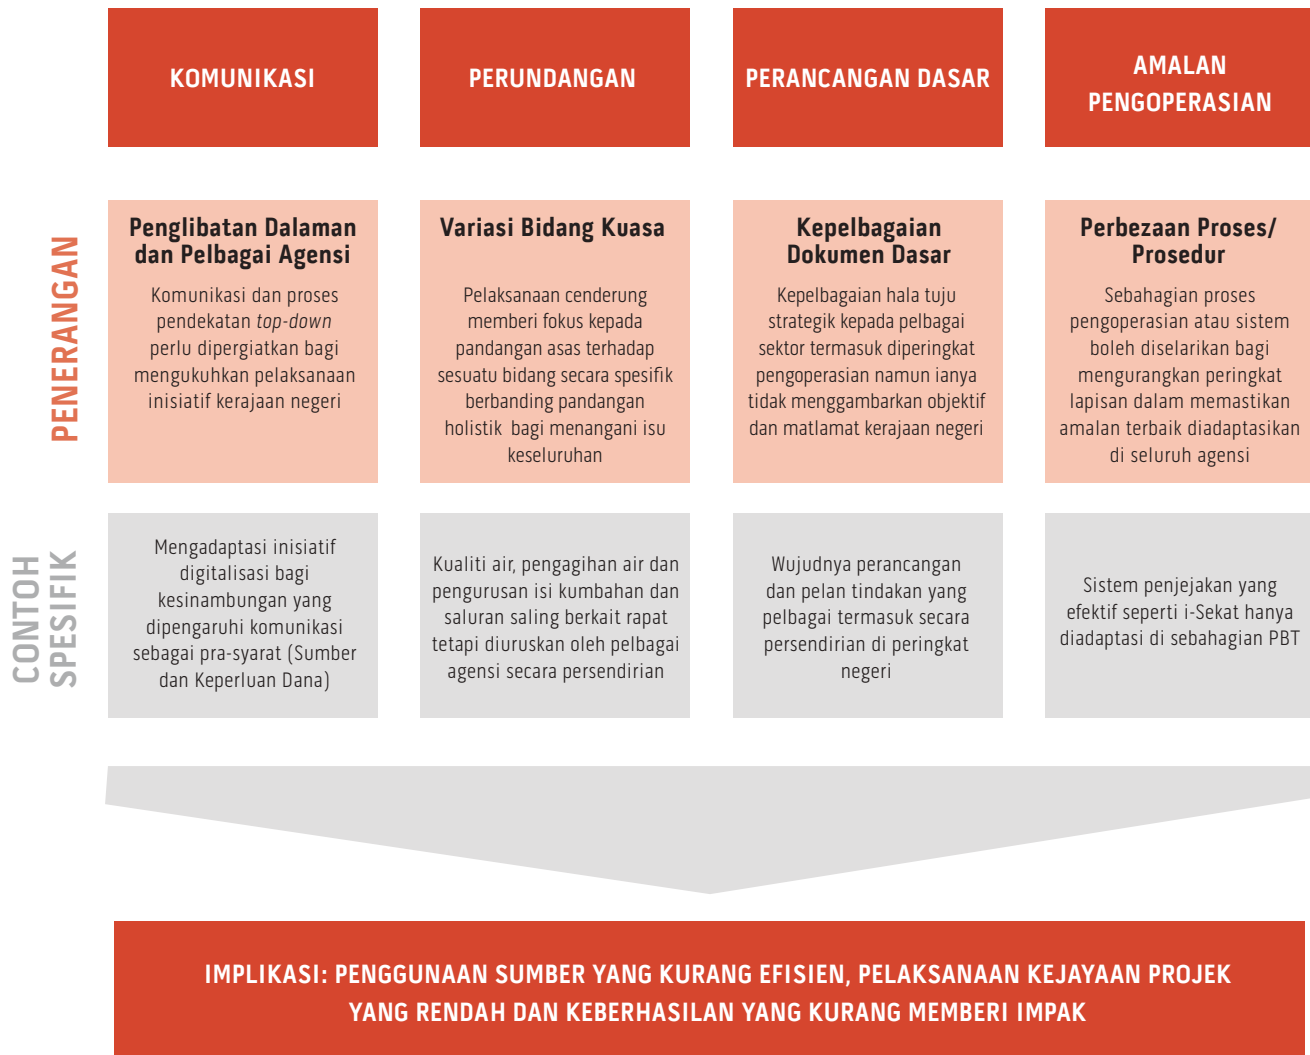 KOMUNIKASI
PERUNDANGAN
PERANCANGAN DASAR
AMALAN
PENGOPERASIAN
PENERANGAN
Penglibatan Dalaman
dan Pelbagai Agensi
Komunikasi dan proses
pendekatan top-down
perlu dipergiatkan bagi
mengukuhkan pelaksanaan
inisiatif kerajaan negeri
Variasi Bidang Kuasa
Pelaksanaan cenderung
memberi fokus kepada
pandangan asas terhadap
sesuatu bidang secara spesifik
berbanding pandangan
holistik bagi menangani isu
keseluruhan
Kepelbagaian
Dokumen Dasar
Kepelbagaian hala tuju
strategik kepada pelbagai
sektor termasuk diperingkat
pengoperasian namun ianya
tidak menggambarkan objektif
dan matlamat kerajaan negeri
Perbezaan Proses/
Prosedur
Sebahagian proses
pengoperasian atau sistem
boleh diselarikan bagi
mengurangkan peringkat
lapisan dalam memastikan
amalan terbaik diadaptasikan
di seluruh agensi
CONTOH
SPESIFIK
Mengadaptasi inisiatif
digitalisasi bagi
kesinambungan yang
dipengaruhi komunikasi
sebagai pra-syarat (Sumber
dan Keperluan Dana)
Kualiti air, pengagihan air dan
pengurusan isi kumbahan dan
saluran saling berkait rapat
tetapi diuruskan oleh pelbagai
agensi secara persendirian
Wujudnya perancangan
dan pelan tindakan yang
pelbagai termasuk secara
persendirian di peringkat
negeri
Sistem penjejakan yang
efektif seperti i-Sekat hanya
diadaptasi di sebahagian PBT
IMPLIKASI: PENGGUNAAN SUMBER YANG KURANG EFISIEN, PELAKSANAAN KEJAYAAN PROJEK
YANG RENDAH DAN KEBERHASILAN YANG KURANG MEMBERI IMPAK